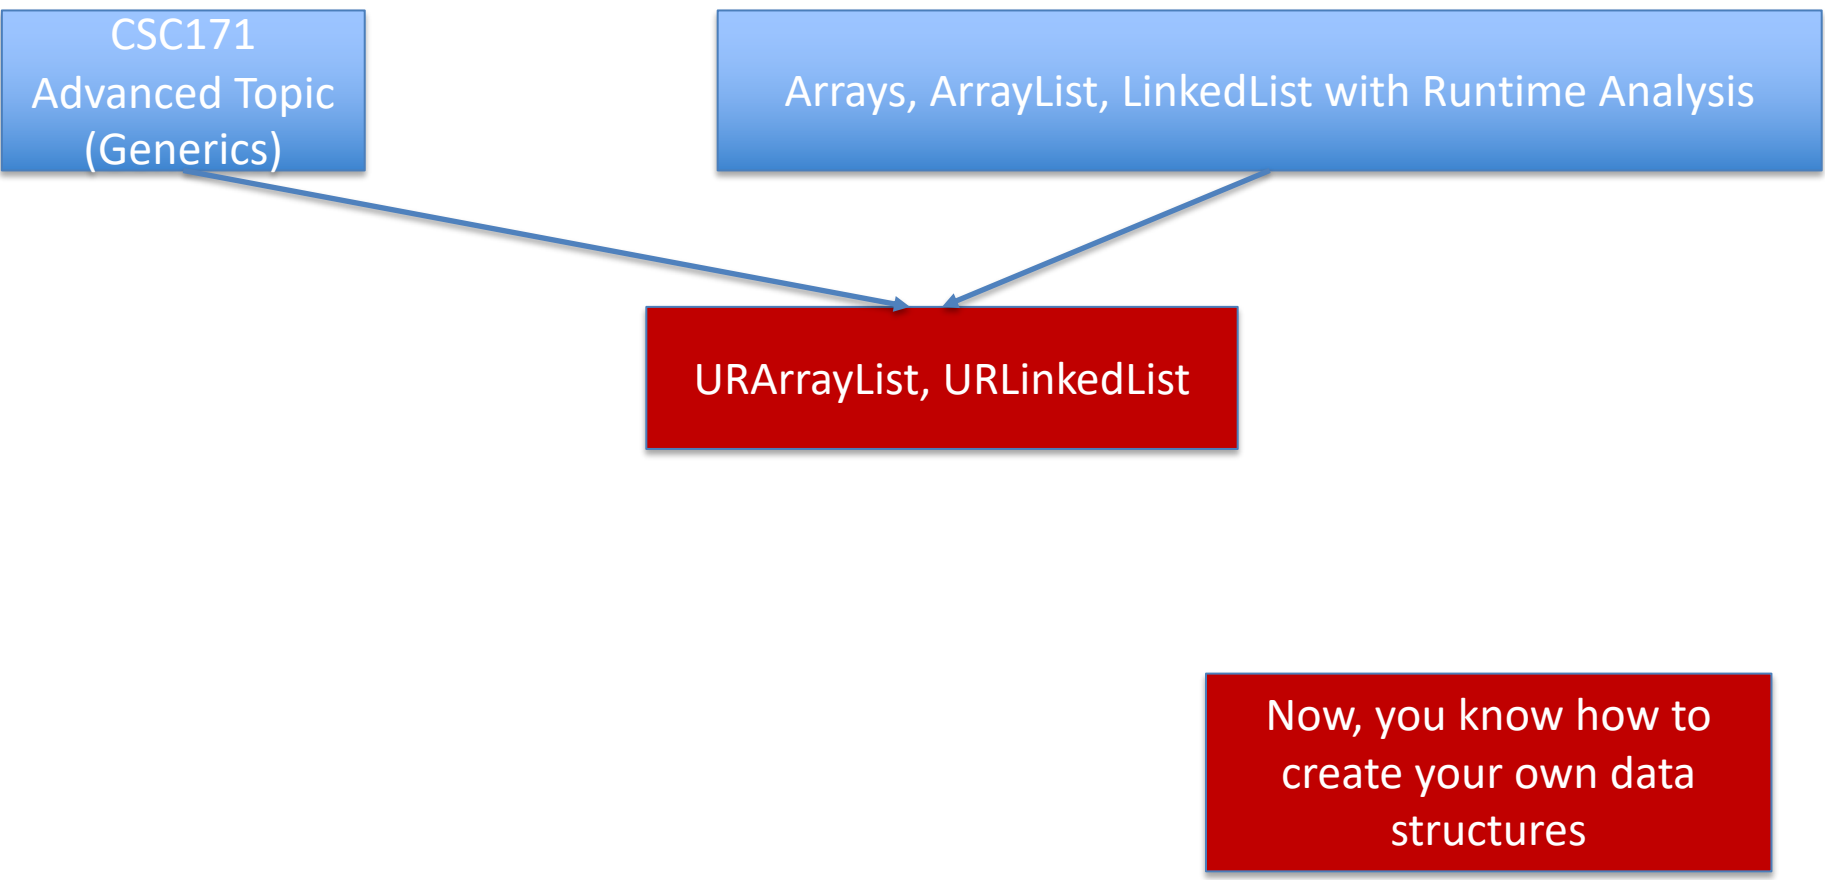 CSC171
Advanced Topic
(Generics)
Arrays, ArrayList, LinkedList with Runtime Analysis
URArrayList, URLinkedList
Now, you know how to
create your own data
structures